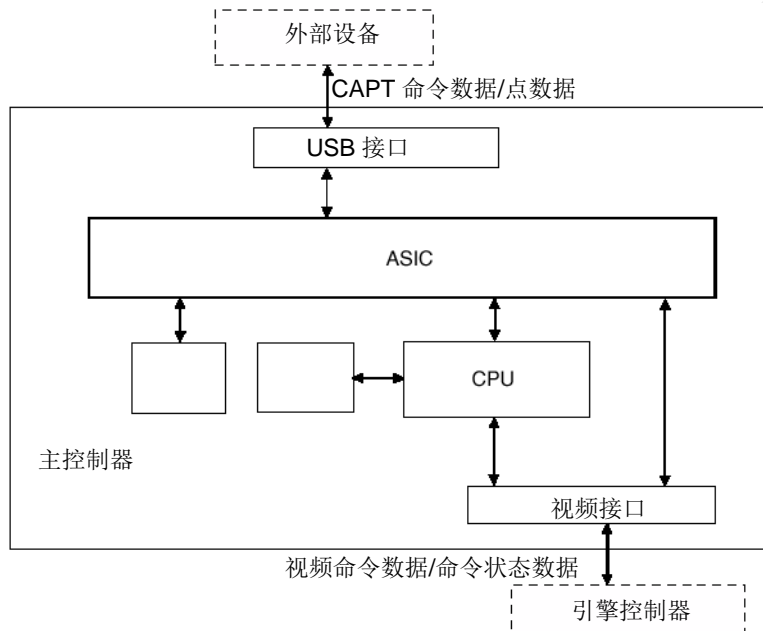 外部设备
CAPT 命令数据/点数据
USB 接口
ASIC
CPU
主控制器
视频接口
视频命令数据/命令状态数据
引擎控制器